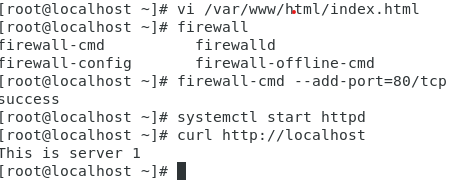 [root@localhost ~]# vi /var/www/html/index.html
[root@localhost ~]# firewall
firewall-cmd          firewalld
firewall-config       firewall-offline-cmd
[root@localhost ~]# firewall-cmd --add-port=80/tcp
success
[root@localhost ~]# systemctl start httpd
[root@localhost ~]# curl http://localhost
This is server 1
[root@localhost ~]#